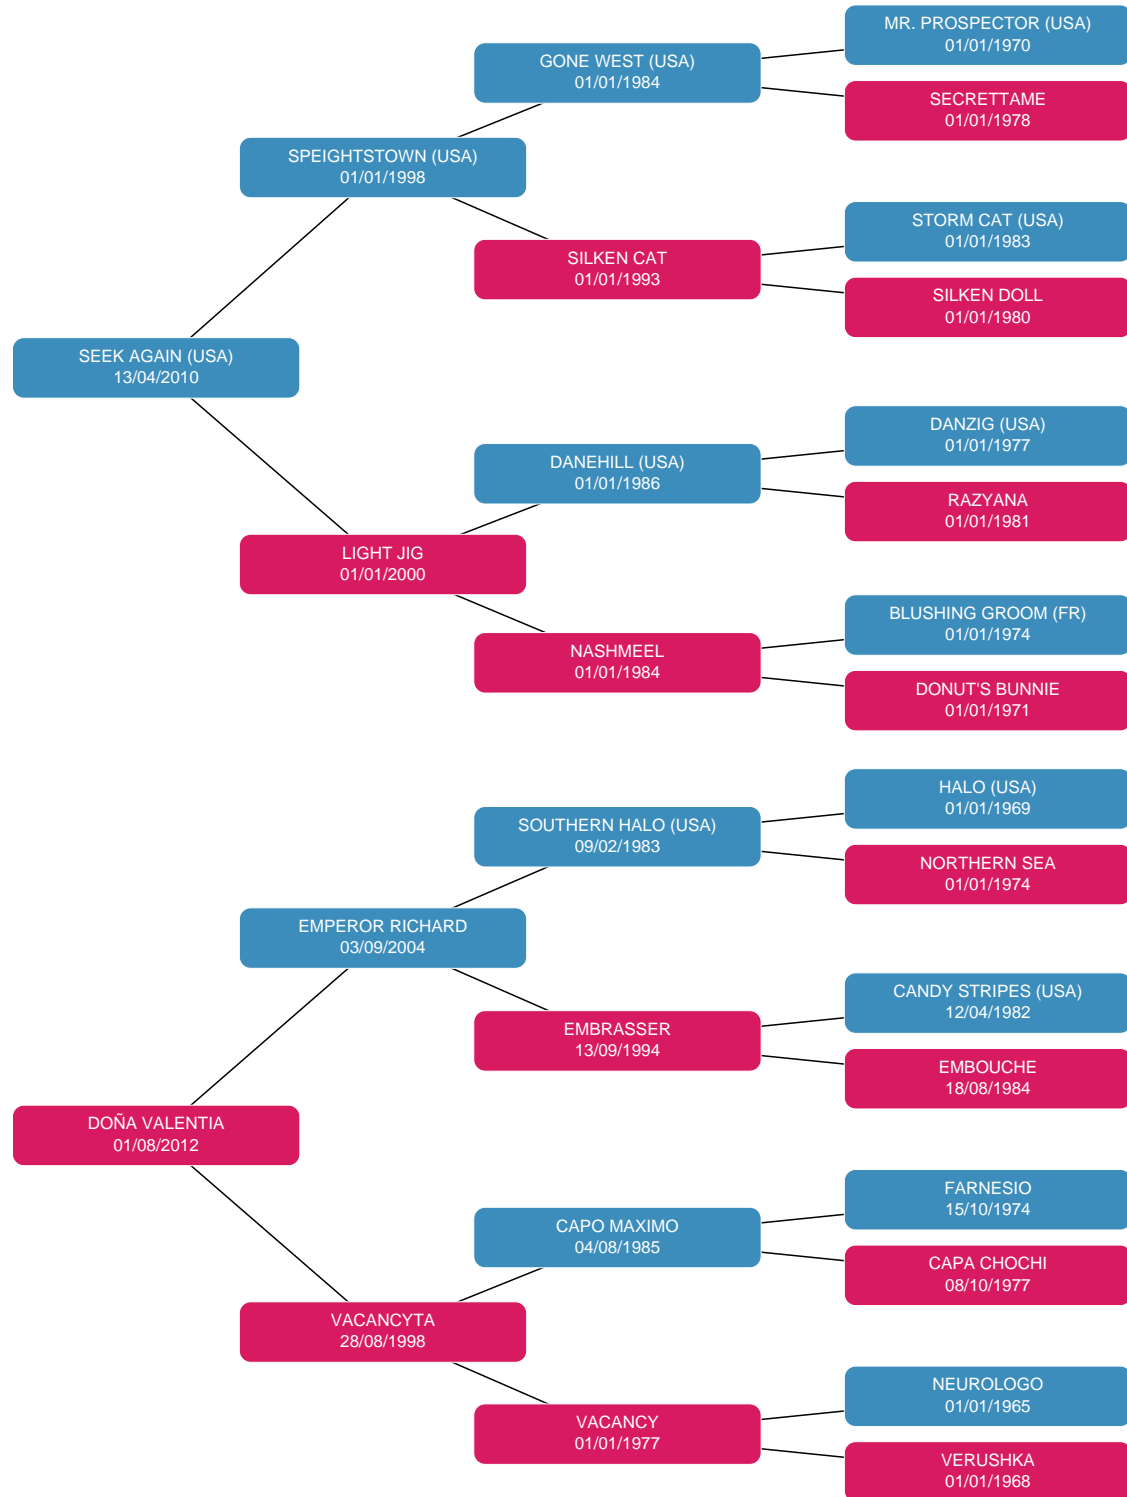 MR. PROSPECTOR (USA)
01/01/1970
GONE WEST (USA)
01/01/1984
SECRETTAME
01/01/1978
SPEIGHTSTOWN (USA)
01/01/1998
STORM CAT (USA)
01/01/1983
SILKEN CAT
01/01/1993
SILKEN DOLL
01/01/1980
SEEK AGAIN (USA)
13/04/2010
DANZIG (USA)
01/01/1977
DANEHILL (USA)
01/01/1986
RAZYANA
01/01/1981
LIGHT JIG
01/01/2000
BLUSHING GROOM (FR)
01/01/1974
NASHMEEL
01/01/1984
DONUT'S BUNNIE
01/01/1971
HALO (USA)
01/01/1969
SOUTHERN HALO (USA)
09/02/1983
NORTHERN SEA
01/01/1974
EMPEROR RICHARD
03/09/2004
CANDY STRIPES (USA)
12/04/1982
EMBRASSER
13/09/1994
EMBOUCHE
18/08/1984
DOÑA VALENTIA
01/08/2012
FARNESIO
15/10/1974
CAPO MAXIMO
04/08/1985
CAPA CHOCHI
08/10/1977
VACANCYTA
28/08/1998
NEUROLOGO
01/01/1965
VACANCY
01/01/1977
VERUSHKA
01/01/1968